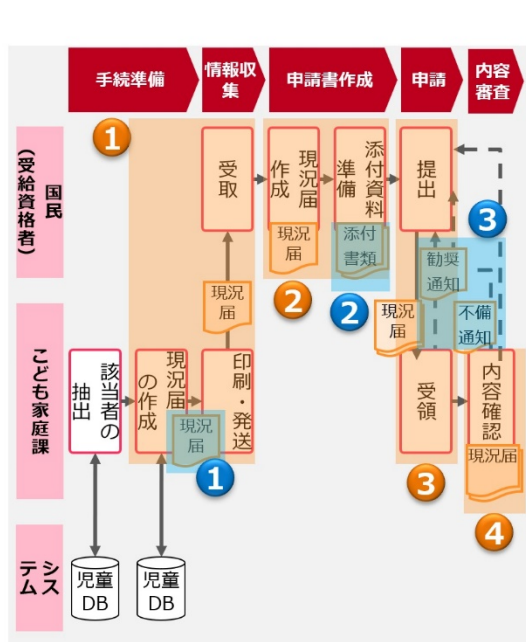 手続準備
情報収
集
申請書作成
申請
内容
審査
国民
(受給資格者)
1
受取
現況届
作成
添付資料
準備
提出
現況
届
2
添付
書類
2
勧奨
通知
3
不備
通知
現況
届
現況
届
こども家庭課
該当者の
抽出
現況届
の作成
印刷・発送
現況
届
1
受領
3
内容確認
現況届
4
システム
児童
DB
児童
DB